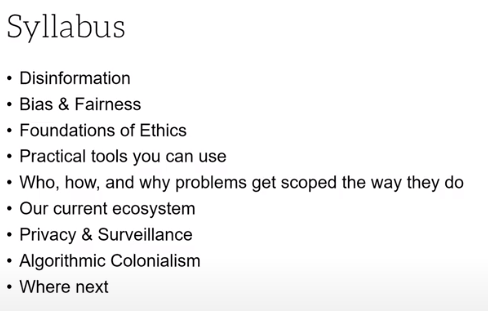 Syllabus
• Disinformation
• Bias & Fairness
• Foundations of Ethics
• Practical tools you can use
• Who, how, and why problems get scoped the way they do
• Our current ecosystem
• Privacy & Surveillance
• Algorithmic Colonialism
• Where next